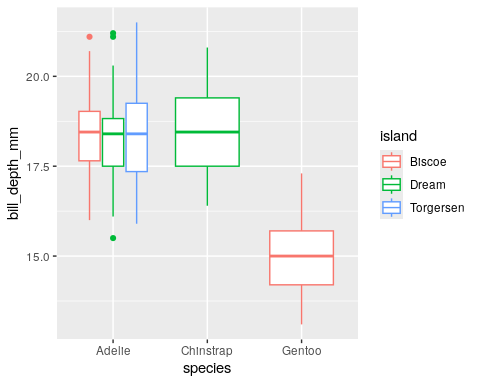 bill_depth_mm
20.0
17.5
15.0
Adelie
Chinstrap
Gentoo
species
island
Biscoe
Dream
Torgersen